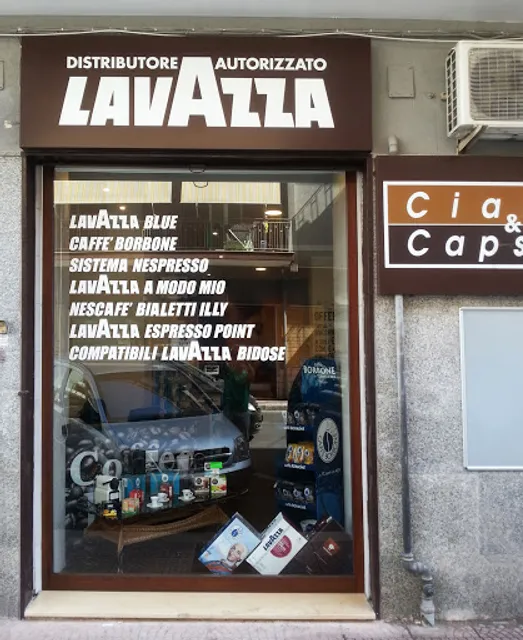 DISTRIBUTORE AUTORIZZATO
LAVAZZA
LAVAZZA BLUE
CAFFE' BORBONE
SISTEMA NESPRESSO
LAVAZZA A MODO MIO
NESCAFE' BIALETTI ILLY
LAVAZZA ESPRESSO POINT
COMPATIBILI LAVAZZA BIDOSE
Cia
&
Caps
BORBONE
LAVAZZA